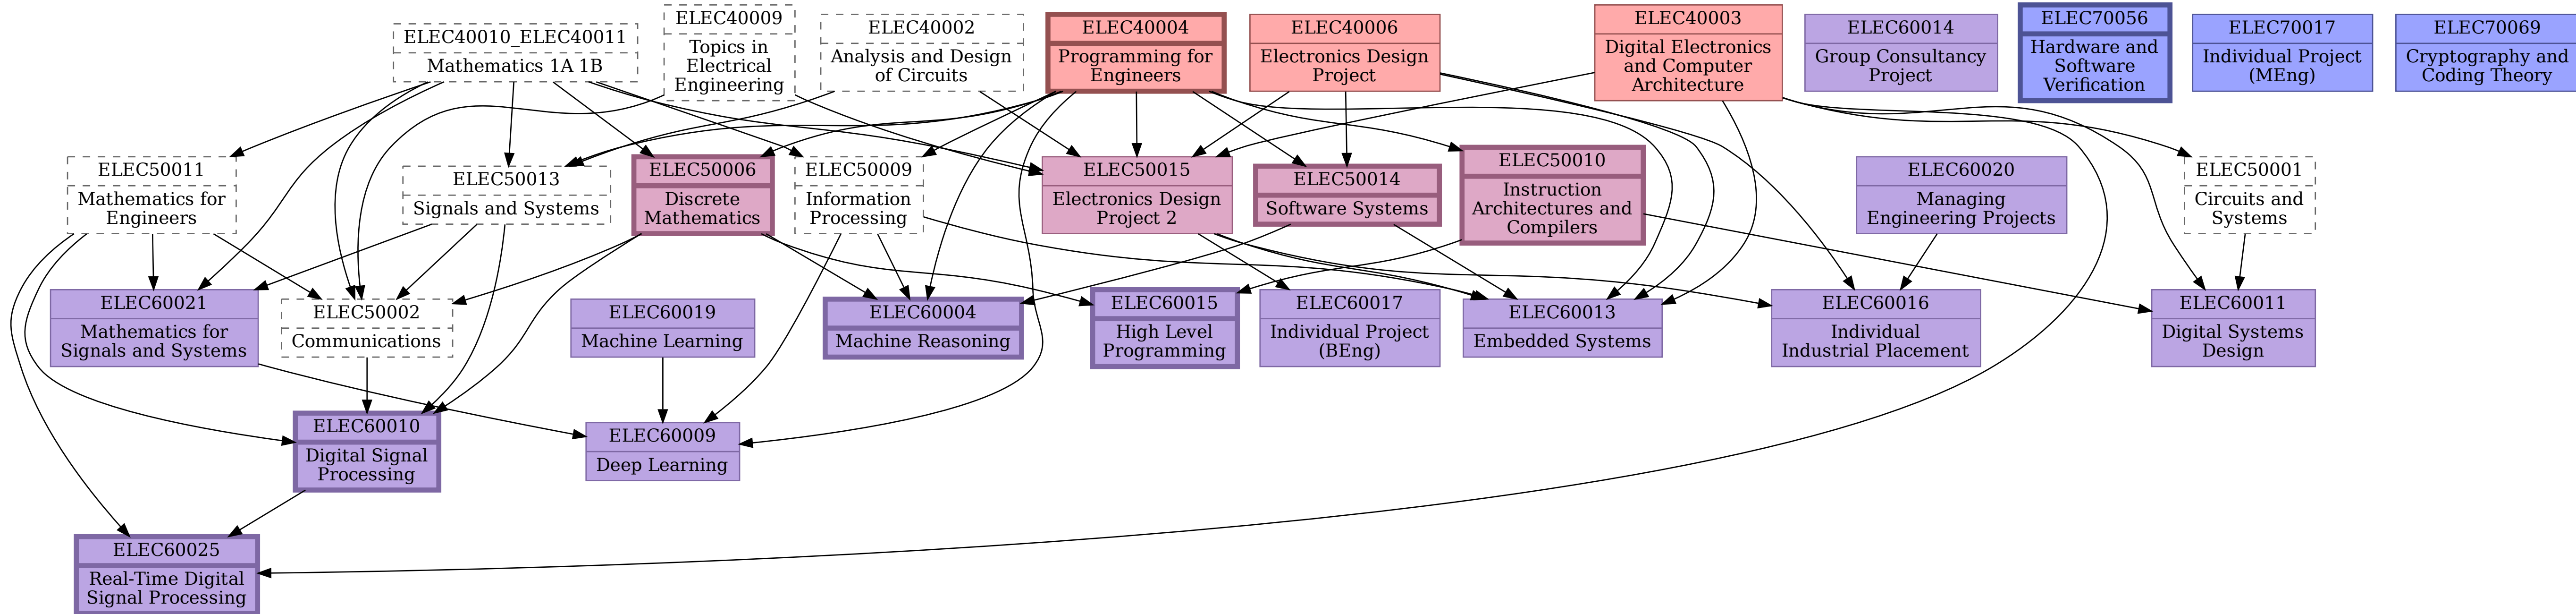 ELEC40010_ELEC40011
Mathematics 1A 1B
ELEC40009
Topics in
Electrical
Engineering
ELEC40002
Analysis and Design
of Circuits
ELEC40004
Programming for
Engineers
ELEC40006
Electronics Design
Project
ELEC40003
Digital Electronics
and Computer
Architecture
ELEC60014
Group Consultancy
Project
ELEC70056
Hardware and
Software
Verification
ELEC70017
Individual Project
(MEng)
ELEC70069
Cryptography and
Coding Theory
ELEC50011
Mathematics for
Engineers
ELEC50013
Signals and Systems
ELEC50006
Discrete
Mathematics
ELEC50009
Information
Processing
ELEC50015
Electronics Design
Project 2
ELEC50014
Software Systems
ELEC50010
Instruction
Architectures and
Compilers
ELEC60020
Managing
Engineering Projects
ELEC50001
Circuits and
Systems
ELEC60021
Mathematics for
Signals and Systems
ELEC50002
Communications
ELEC60019
Machine Learning
ELEC60004
Machine Reasoning
ELEC60015
High Level
Programming
ELEC60017
Individual Project
(BEng)
ELEC60013
Embedded Systems
ELEC60016
Individual
Industrial Placement
ELEC60011
Digital Systems
Design
ELEC60010
Digital Signal
Processing
ELEC60009
Deep Learning
ELEC60025
Real-Time Digital
Signal Processing